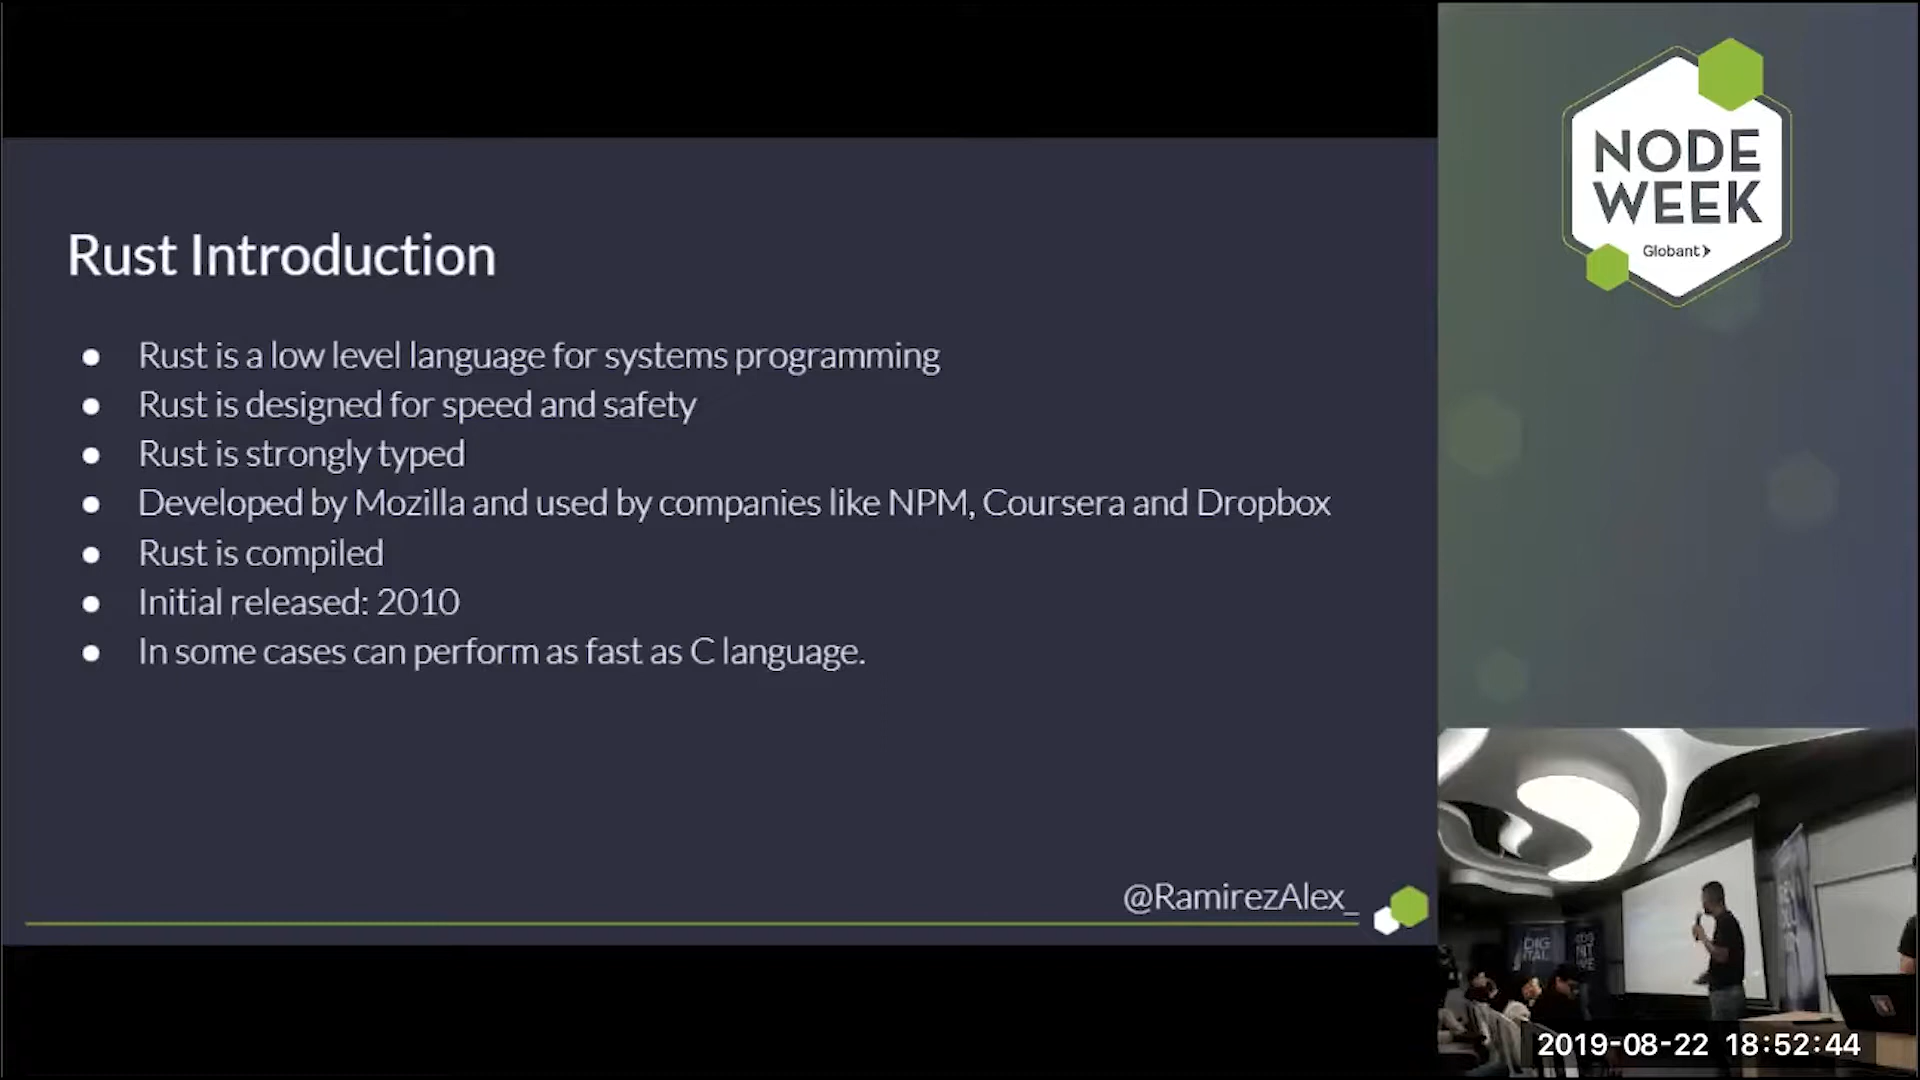 Rust Introduction
● Rust is a low level language for systems programming
● Rust is designed for speed and safety
● Rust is strongly typed
● Developed by Mozilla and used by companies like NPM, Coursera and Dropbox
● Rust is compiled
● Initial released: 2010
● In some cases can perform as fast as C language.
@RamirezAlex_
NODE
WEEK
Globant
DIG
ITAL
2019-08-22 18:52:44